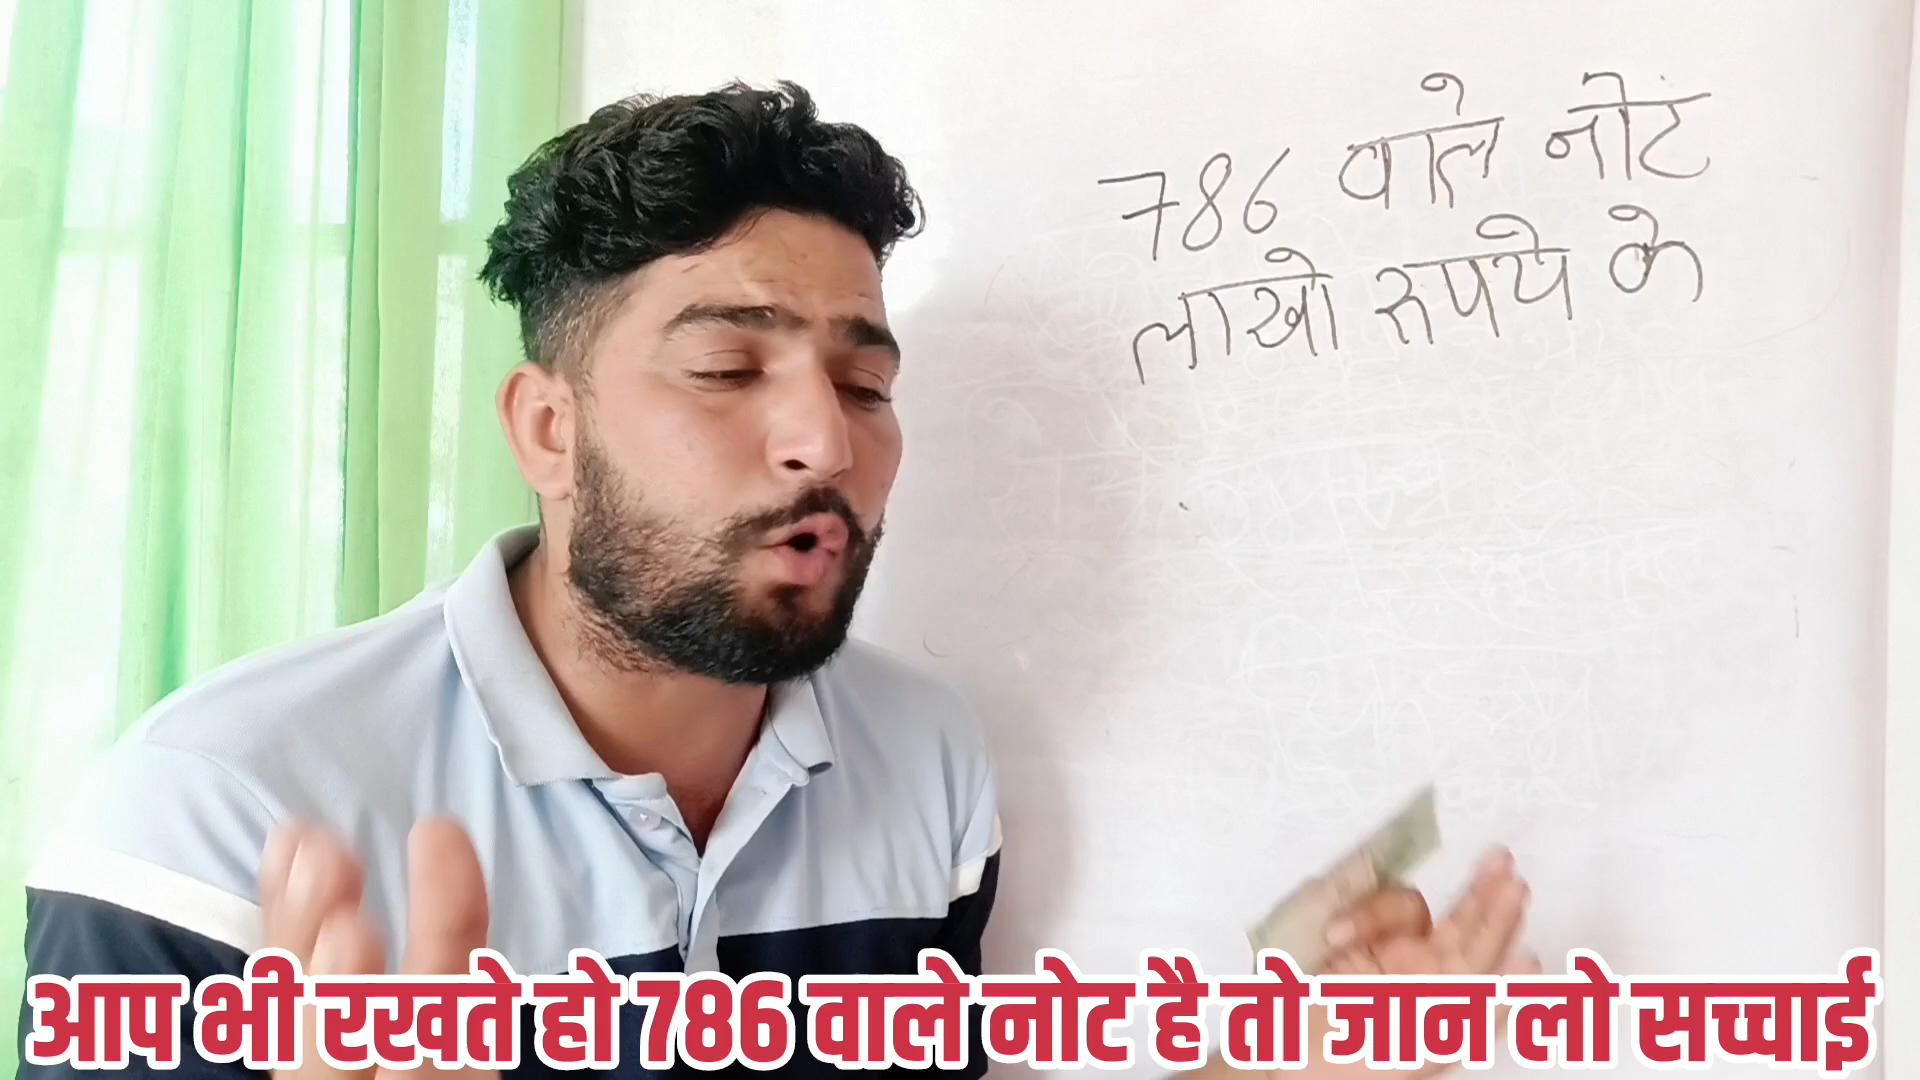 786 वाले नोट
लाखो रूपये के
आप भी रखते हो 786 वाले नोट है तो जान लो सच्चाई